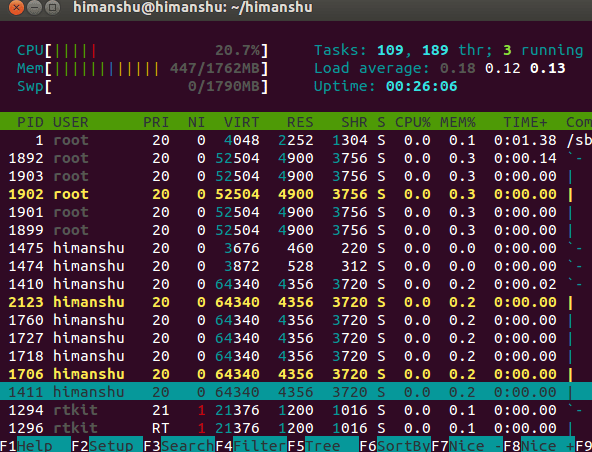 himanshu@himanshu: ~/himanshu
CPU[||||| 20.7%] Tasks: 109, 189 thr; 3 running
Mem[||||||||||||| 447/1762MB] Load average: 0.18 0.12 0.13
Swp[ 0/1790MB] Uptime: 00:26:06
PID USER PRI NI VIRT RES SHR S CPU% MEM% TIME+ Com
1 root 20 0 4048 2252 1304 S 0.0 0.1 0:01.38 /sb
1892 root 20 0 52504 4900 3756 S 0.0 0.3 0:00.14 `-
1903 root 20 0 52504 4900 3756 S 0.0 0.3 0:00.00 |
1902 root 20 0 52504 4900 3756 S 0.0 0.3 0:00.00 |
1901 root 20 0 52504 4900 3756 S 0.0 0.3 0:00.00 |
1899 root 20 0 52504 4900 3756 S 0.0 0.3 0:00.00 |
1475 himanshu 20 0 3676 460 220 S 0.0 0.0 0:00.00 `-
1474 himanshu 20 0 3872 528 312 S 0.0 0.0 0:00.00 `-
1410 himanshu 20 0 64340 4356 3720 S 0.0 0.2 0:00.02 `-
2123 himanshu 20 0 64340 4356 3720 S 0.0 0.2 0:00.00 |
1760 himanshu 20 0 64340 4356 3720 S 0.0 0.2 0:00.00 |
1727 himanshu 20 0 64340 4356 3720 S 0.0 0.2 0:00.00 |
1718 himanshu 20 0 64340 4356 3720 S 0.0 0.2 0:00.00 |
1706 himanshu 20 0 64340 4356 3720 S 0.0 0.2 0:00.00 |
1411 himanshu 20 0 64340 4356 3720 S 0.0 0.2 0:00.00 |
1294 rtkit 21 1 21376 1200 1016 S 0.0 0.1 0:00.00 `-
1296 rtkit RT 1 21376 1200 1016 S 0.0 0.1 0:00.00 |
F1Help F2Setup F3SearchF4FilterF5Tree F6SortByF7Nice -F8Nice +F9